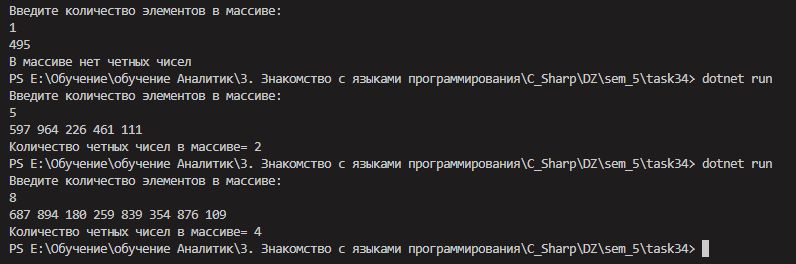 Введите количество элементов в массиве:
1
495
В массиве нет четных чисел
PS E:\Обучение\обучение Аналитик\3. Знакомство с языками программирования\C_Sharp\DZ\sem_5\task34> dotnet run
Введите количество элементов в массиве:
5
597 964 226 461 111
Количество четных чисел в массиве= 2
PS E:\Обучение\обучение Аналитик\3. Знакомство с языками программирования\C_Sharp\DZ\sem_5\task34> dotnet run
Введите количество элементов в массиве:
8
687 894 180 259 839 354 876 109
Количество четных чисел в массиве= 4
PS E:\Обучение\обучение Аналитик\3. Знакомство с языками программирования\C_Sharp\DZ\sem_5\task34>